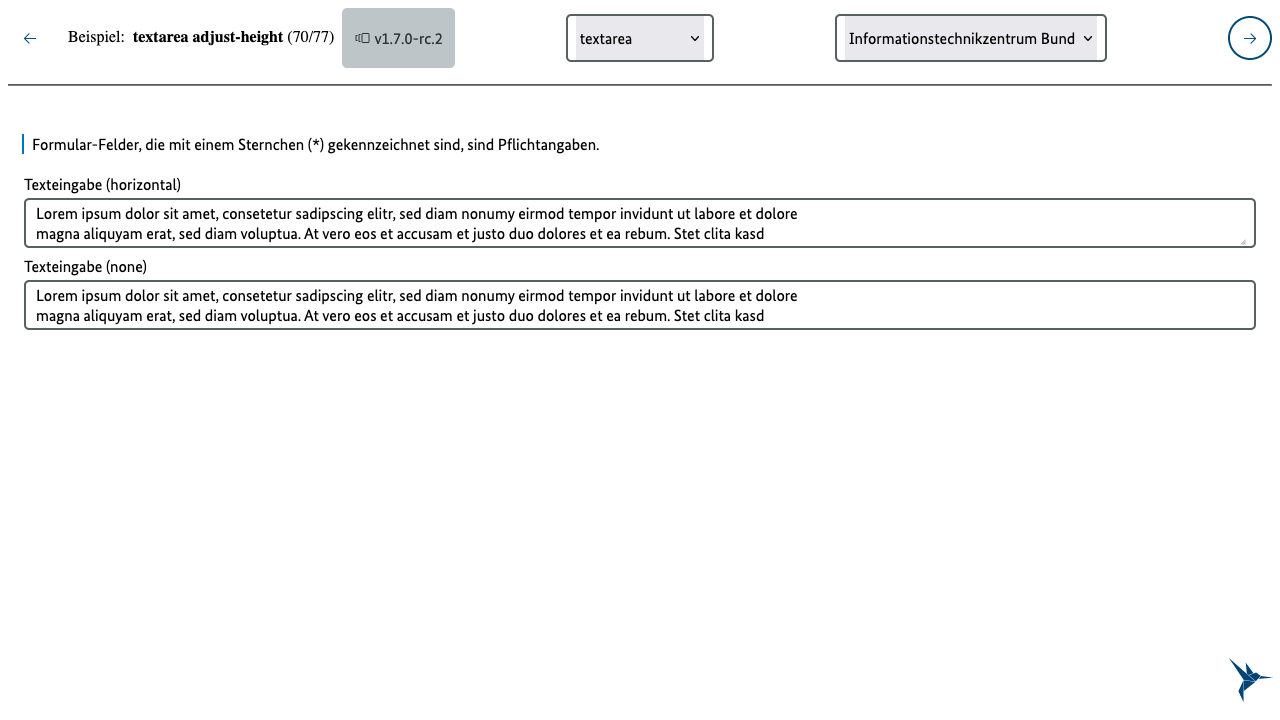 Beispiel: textarea adjust-height (70/77)
v1.7.0-rc.2
textarea
Informationstechnikzentrum Bund
Formular-Felder, die mit einem Sternchen (*) gekennzeichnet sind, sind Pflichtangaben.
Texteingabe (horizontal)
Lorem ipsum dolor sit amet, consetetur sadipscing elitr, sed diam nonumy eirmod tempor invidunt ut labore et dolore
magna aliquyam erat, sed diam voluptua. At vero eos et accusam et justo duo dolores et ea rebum. Stet clita kasd
Texteingabe (none)
Lorem ipsum dolor sit amet, consetetur sadipscing elitr, sed diam nonumy eirmod tempor invidunt ut labore et dolore
magna aliquyam erat, sed diam voluptua. At vero eos et accusam et justo duo dolores et ea rebum. Stet clita kasd